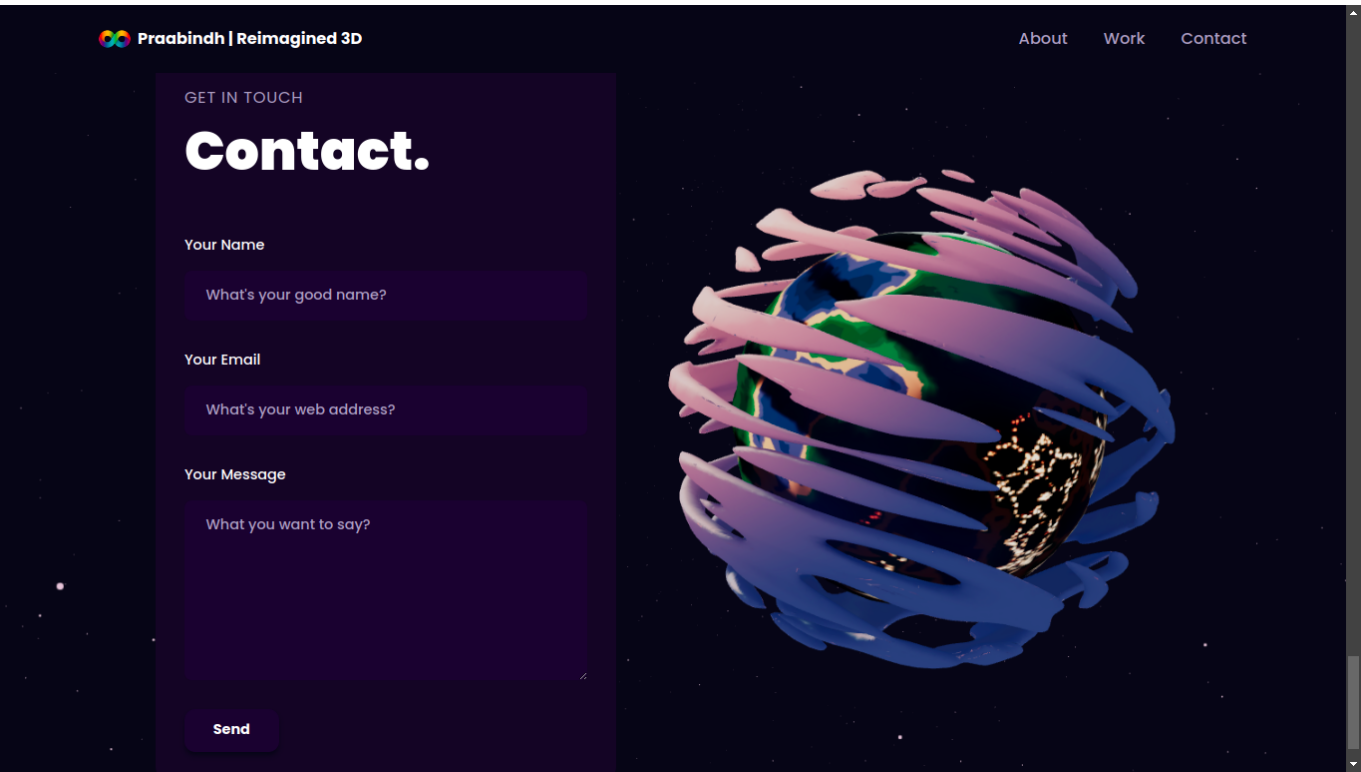 Praabindh | Reimagined 3D
About Work Contact
GET IN TOUCH
Contact.
Your Name
What's your good name?
Your Email
What's your web address?
Your Message
What you want to say?
Send